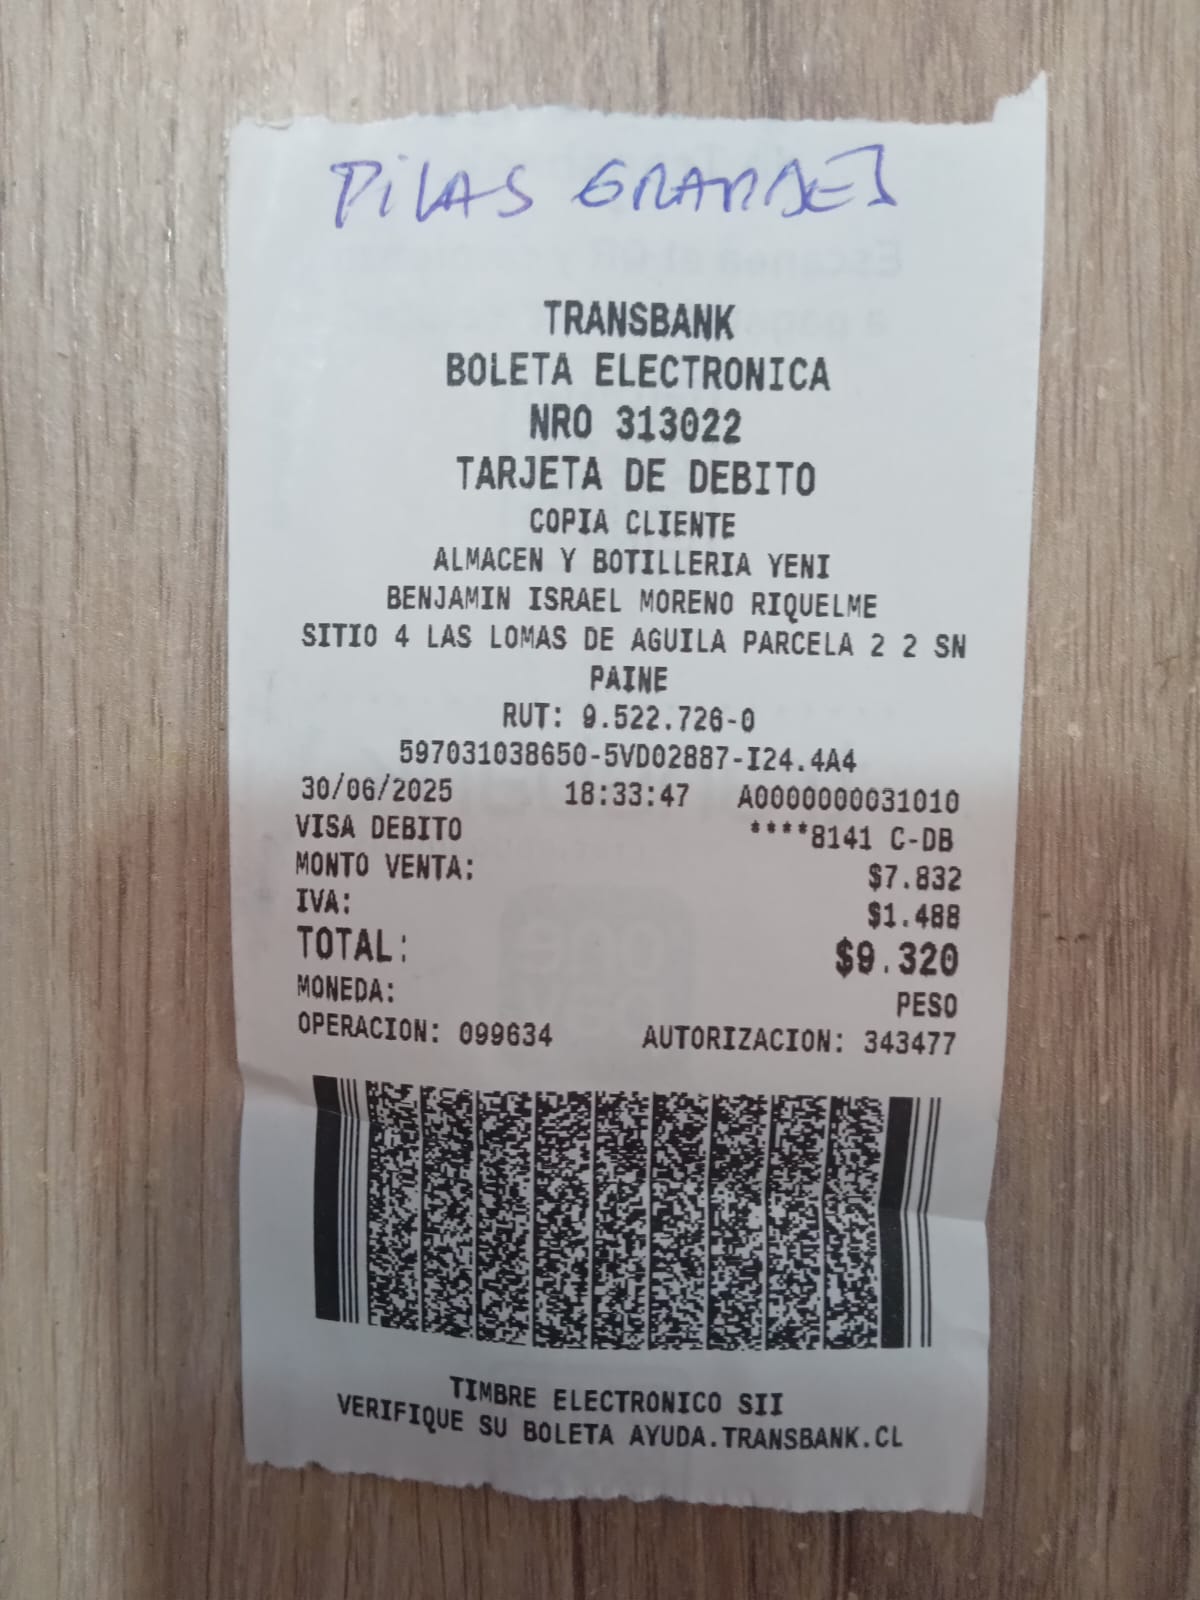 PILAS GRANDES
TRANSBANK
BOLETA ELECTRONICA
NRO 313022
TARJETA DE DEBITO
COPIA CLIENTE
ALMACEN Y BOTILLERIA YENI
BENJAMIN ISRAEL MORENO RIQUELME
SITIO 4 LAS LOMAS DE AGUILA PARCELA 2 2 SN
PAINE
RUT: 9.522.726-0
597031038650-5VD02887-I24.4A4
30/06/2025 18:33:47 A0000000031010
VISA DEBITO ****8141 C-DB
MONTO VENTA: $7.832
IVA: $1.488
TOTAL: $9.320
MONEDA: PESO
OPERACION: 099634 AUTORIZACION: 343477
TIMBRE ELECTRONICO SII
VERIFIQUE SU BOLETA AYUDA.TRANSBANK.CL